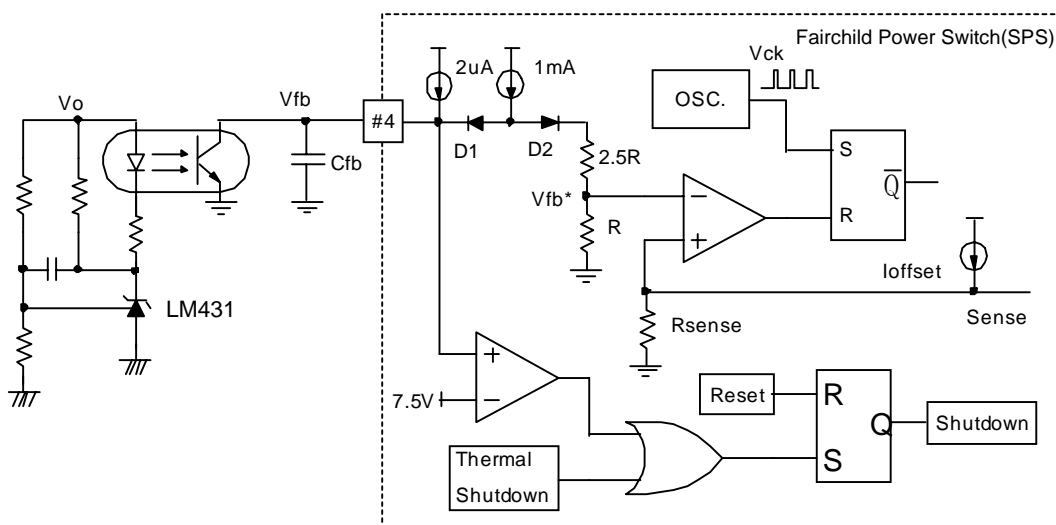 Fairchild Power Switch(SPS)
2uA
1mA
Vck
OSC.
Vo
Vfb
#4
D1
D2
2.5R
S
Q
R
Cfb
Vfb*
R
−
+
Ioffset
LM431
Rsense
Sense
+
7.5V
−
Reset
R
Q
S
Shutdown
Thermal
Shutdown